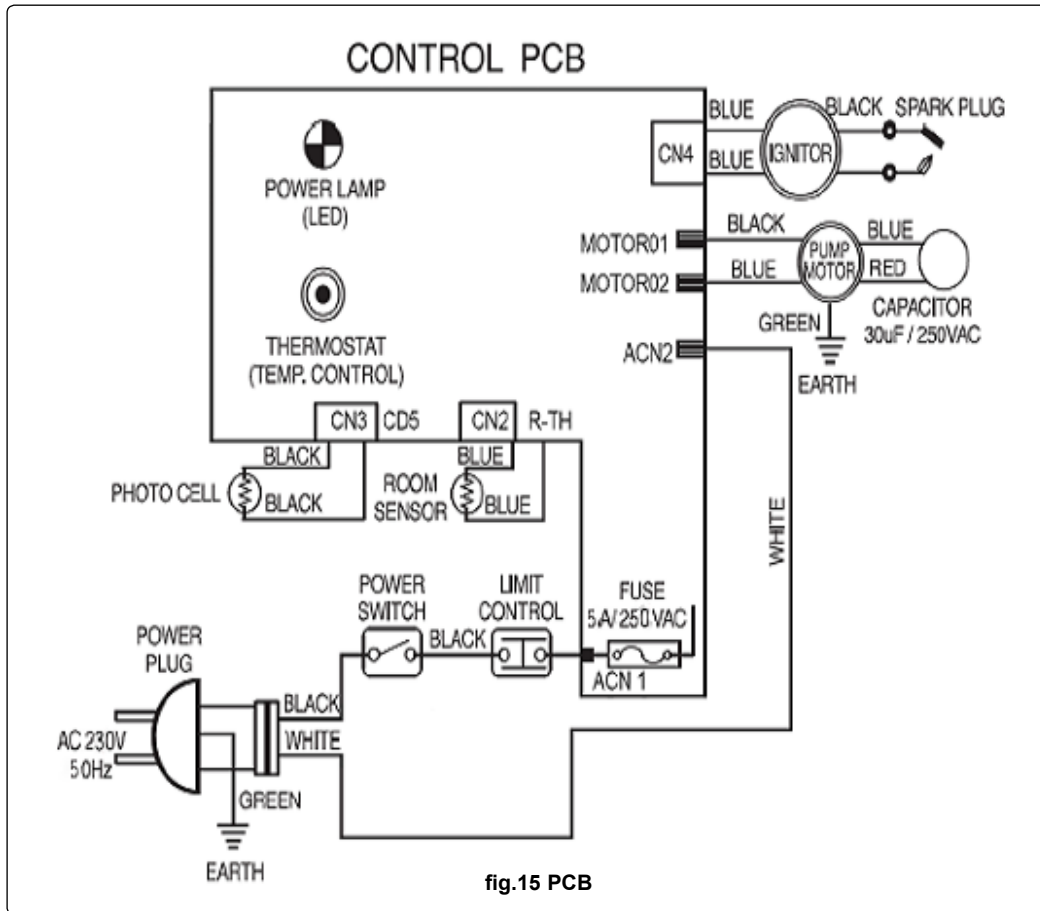 CONTROL PCB
POWER LAMP
(LED)
THERMOSTAT
(TEMP. CONTROL)
CN4
BLUE
BLUE
IGNITOR
BLACK
SPARK PLUG
MOTOR01
BLACK
MOTOR02
BLUE
PUMP
MOTOR
BLUE
RED
CAPACITOR
30uF / 250VAC
GREEN
EARTH
ACN2
WHITE
CN3
CD5
CN2
R-TH
BLACK
BLACK
PHOTO CELL
BLUE
BLUE
ROOM
SENSOR
POWER
SWITCH
BLACK
LIMIT
CONTROL
FUSE
5A/ 250 VAC
ACN 1
POWER
PLUG
AC 230V
50Hz
BLACK
WHITE
GREEN
EARTH
fig.15 PCB